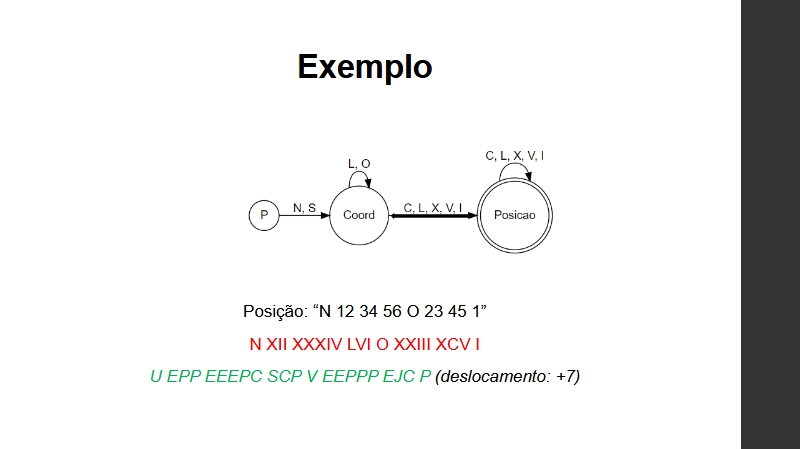 Exemplo
L, O
C, L, X, V, I
P
N, S
Coord
C, L, X, V, I
Posicao
Posição: “N 12 34 56 O 23 45 1”
N XII XXXIV LVI O XXIII XCV I
U EPP EEEPC SCP V EEPPP EJC P (deslocamento: +7)